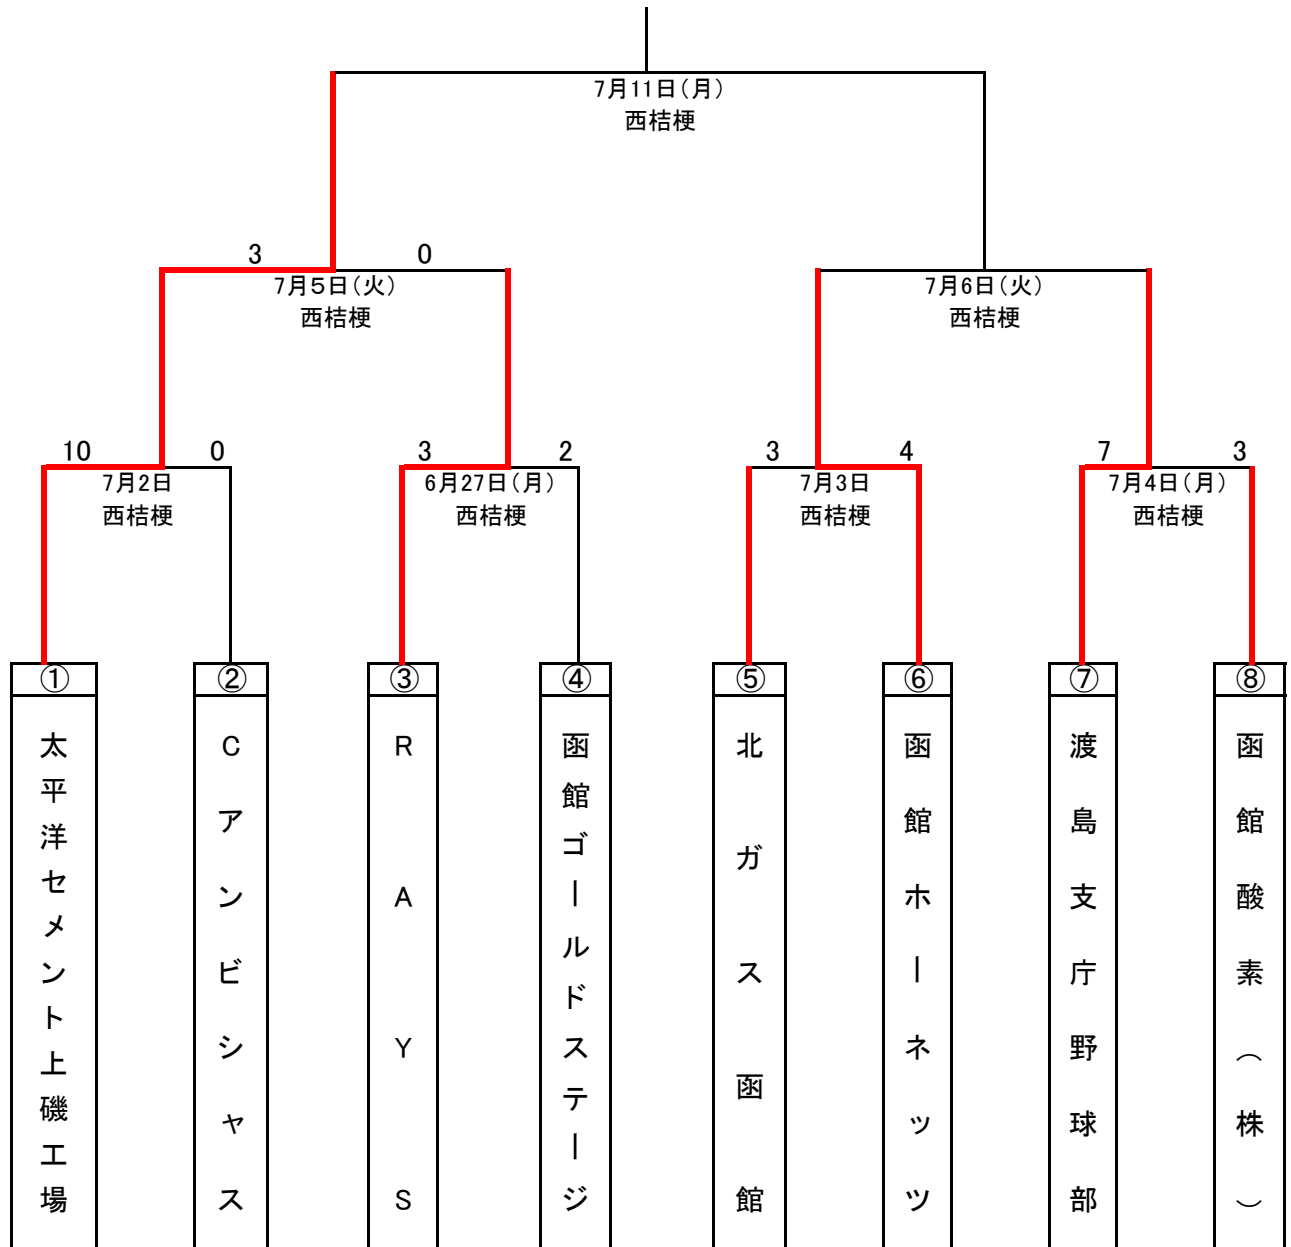 7月11日(月)
西桔梗
3 0
7月5日(火)
西桔梗
7月6日(火)
西桔梗
10 0
7月2日
西桔梗
3 2
6月27日(月)
西桔梗
3 4
7月3日
西桔梗
7 3
7月4日(月)
西桔梗
①
太平洋セメント上磯工場
②
Cアンビシャス
③
RAYS
④
函館ゴールドステージ
⑤
北ガス函館
⑥
函館ホーネッツ
⑦
渡島支庁野球部
⑧
函館酸素(株)